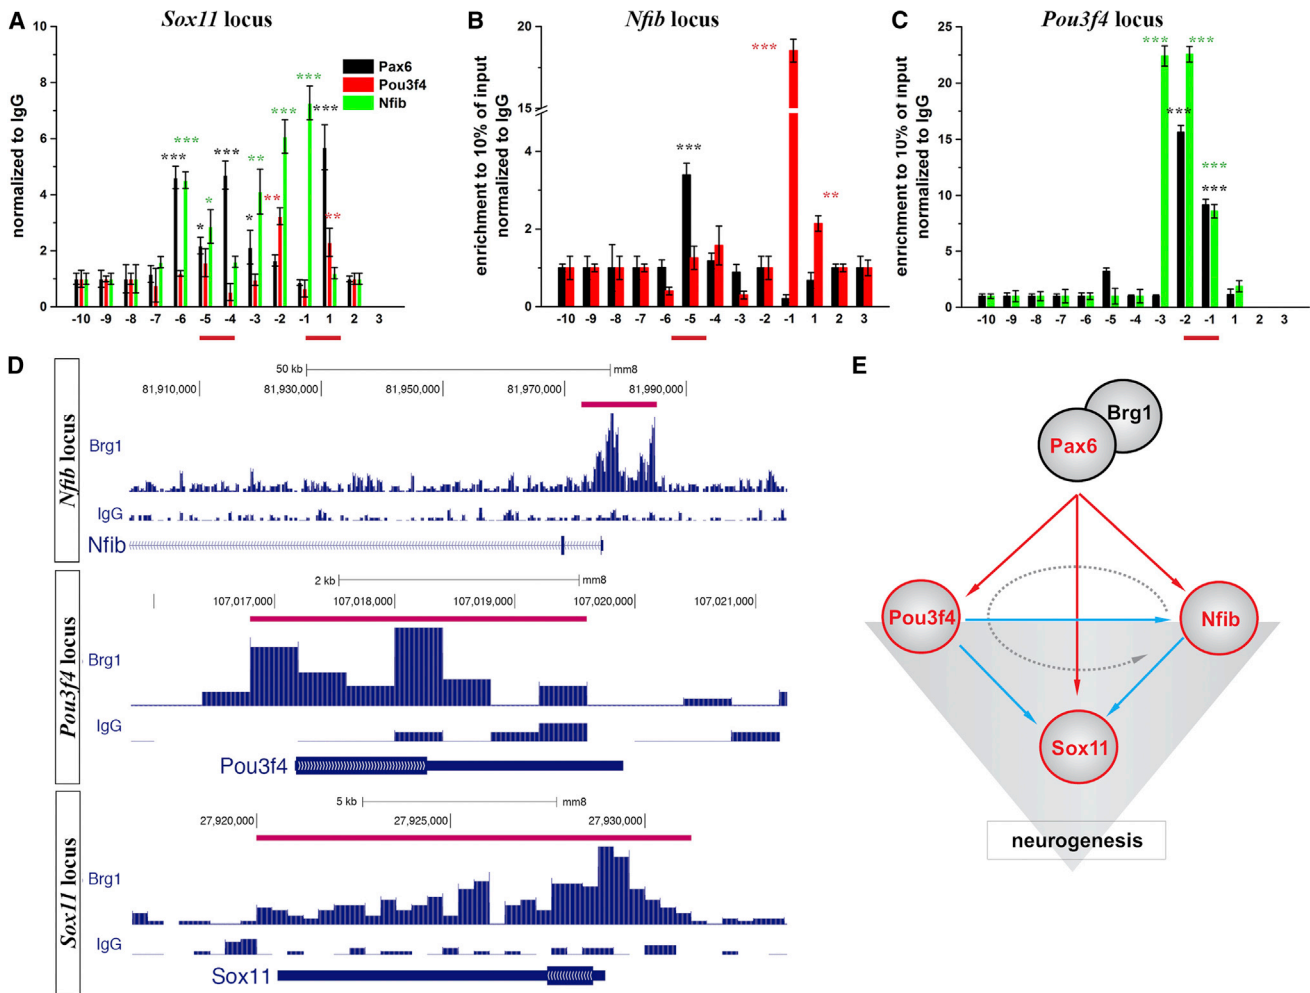 A
Sox11 locus
10
8
6
4
2
0
normalized to IgG
Pax6
Pou3f4
Nfib
*** *** * * *** * ** ** *** *** *** **
-10 -9 -8 -7 -6 -5 -4 -3 -2 -1 1 2 3
B
Nfib locus
20
15
4
2
0
enrichment to 10% of input
normalized to IgG
*** *** **
-10 -9 -8 -7 -6 -5 -4 -3 -2 -1 1 2 3
C
Pou3f4 locus
25
20
15
10
5
0
enrichment to 10% of input
normalized to IgG
*** *** *** *** ***
-10 -9 -8 -7 -6 -5 -4 -3 -2 -1 1 2 3
D
Nfib locus
50 kb mm8
81,910,000 81,930,000 81,950,000 81,970,000 81,990,000
Brg1
IgG
Nfib
Pou3f4 locus
2 kb mm8
107,017,000 107,018,000 107,019,000 107,020,000 107,021,000
Brg1
IgG
Pou3f4
Sox11 locus
5 kb mm8
27,920,000 27,925,000 27,930,000
Brg1
IgG
Sox11
E
Brg1
Pax6
Pou3f4
Nfib
Sox11
neurogenesis